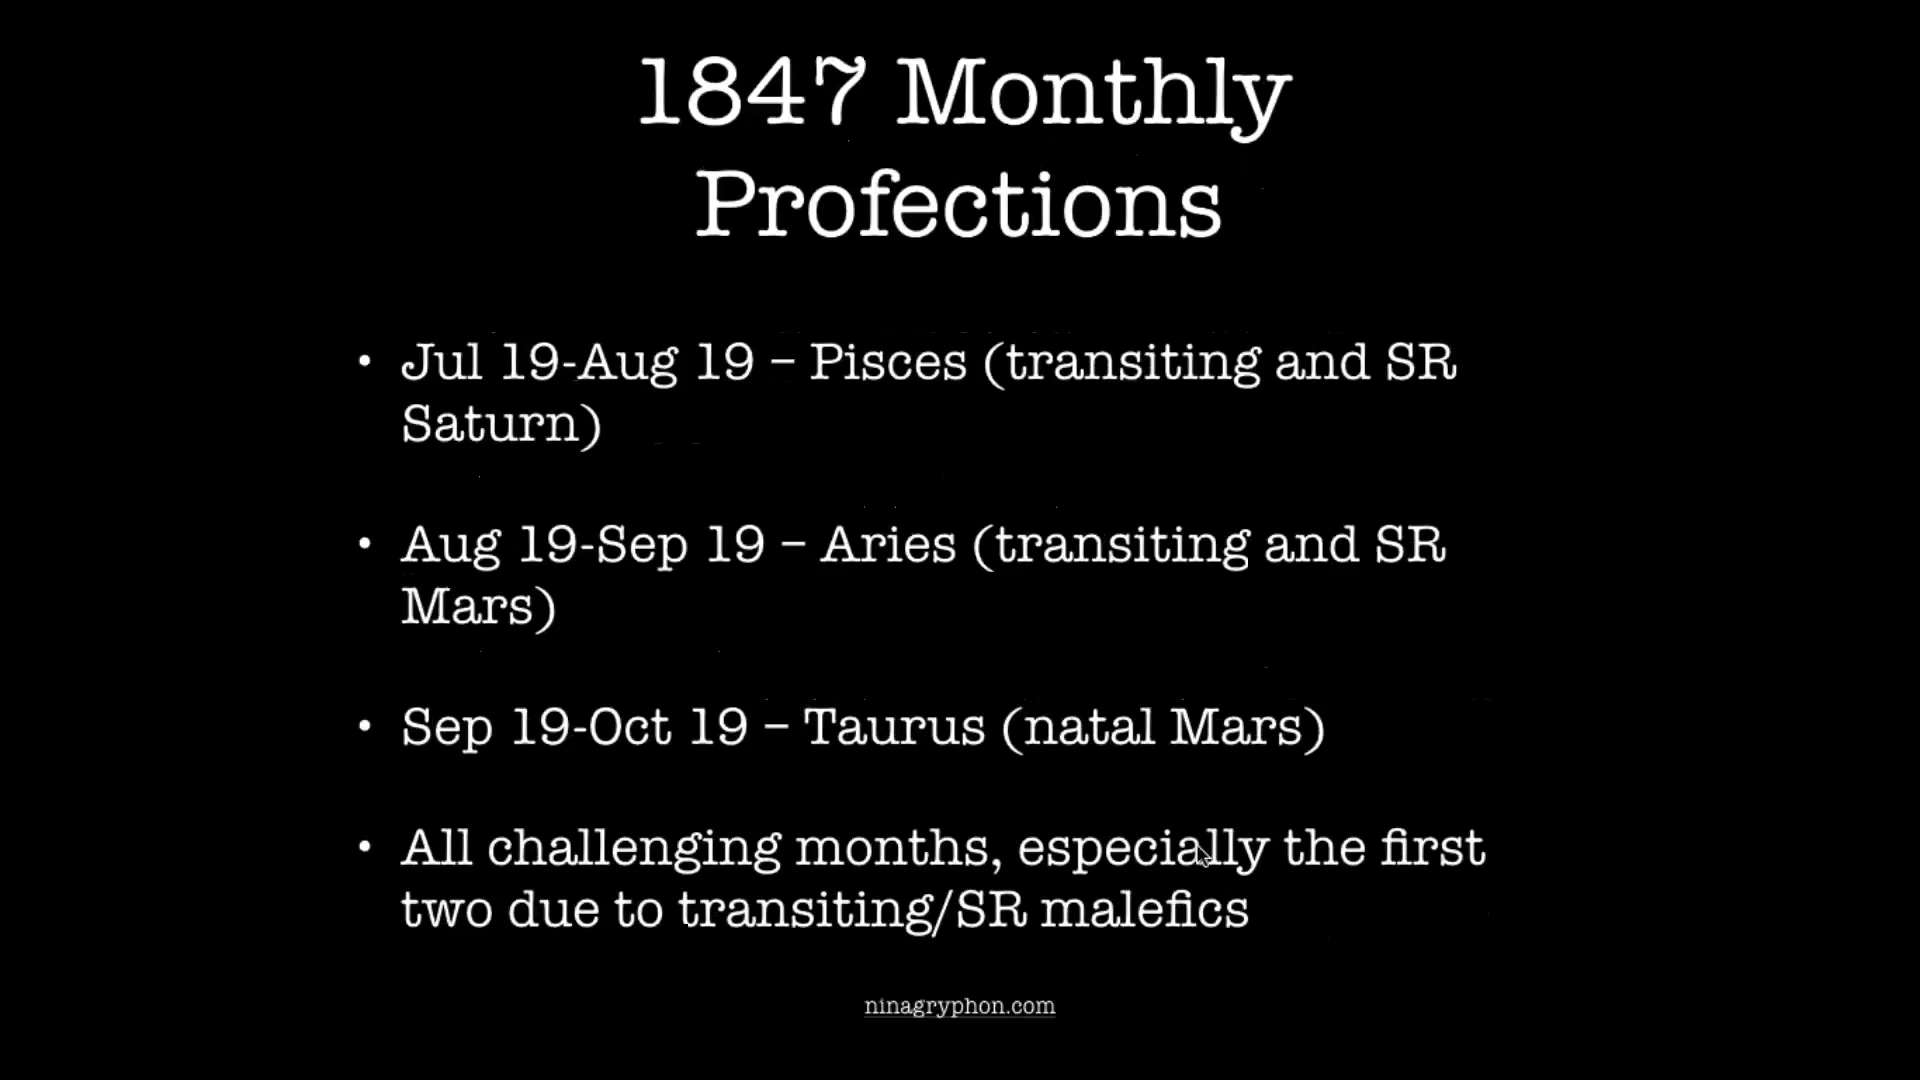 1847 Monthly
Profections
• Jul 19-Aug 19 – Pisces (transiting and SR
Saturn)
• Aug 19-Sep 19 – Aries (transiting and SR
Mars)
• Sep 19-Oct 19 – Taurus (natal Mars)
• All challenging months, especially the first
two due to transiting/SR malefics
ninagryphon.com